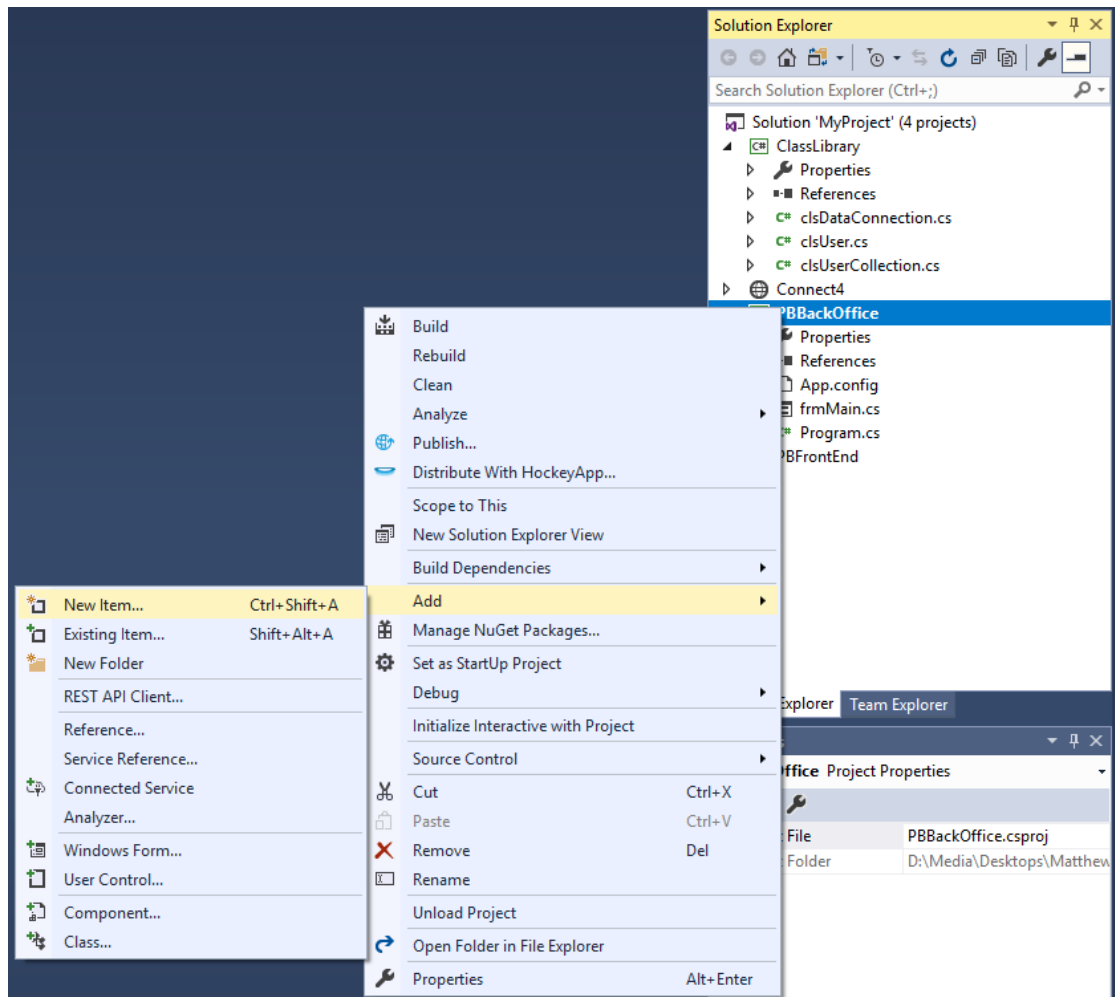 Solution Explorer
Search Solution Explorer (Ctrl+;)
Solution 'MyProject' (4 projects)
C# ClassLibrary
Properties
References
C# clsDataConnection.cs
C# clsUser.cs
C# clsUserCollection.cs
Connect4
PBBackOffice
Properties
References
App.config
frmMain.cs
Program.cs
PBFrontEnd
Build
Rebuild
Clean
Analyze
Publish...
Distribute With HockeyApp...
Scope to This
New Solution Explorer View
Build Dependencies
Add
Manage NuGet Packages...
Set as StartUp Project
Debug
Initialize Interactive with Project
Source Control
Cut Ctrl+X
Paste Ctrl+V
Remove Del
Rename
Unload Project
Open Folder in File Explorer
Properties Alt+Enter
New Item... Ctrl+Shift+A
Existing Item... Shift+Alt+A
New Folder
REST API Client...
Reference...
Service Reference...
Connected Service
Analyzer...
Windows Form...
User Control...
Component...
Class...
Explorer Team Explorer
ffice Project Properties
File PBBackOffice.csproj
Folder D:\Media\Desktops\Matthew